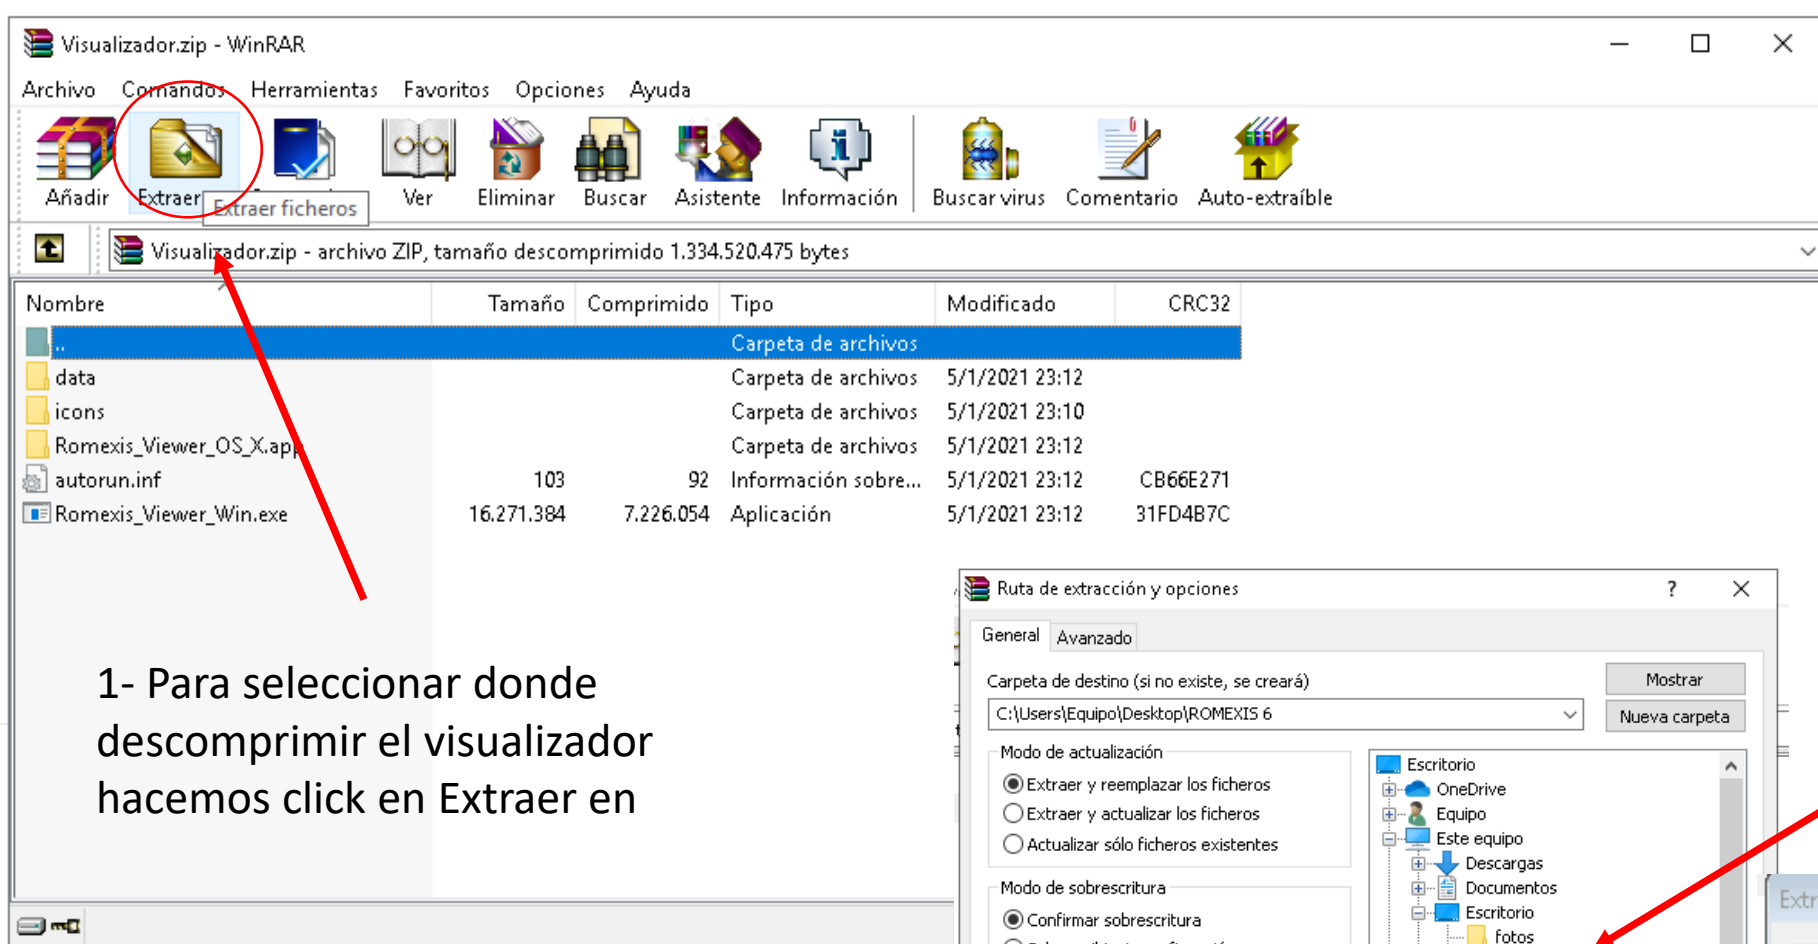 Visualizador.zip - WinRAR
Archivo Comandos Herramientas Favoritos Opciones Ayuda
Añadir Extraer Ver Eliminar Buscar Asistente Información Buscar virus Comentario Auto-extraíble
Extraer ficheros
Visualizador.zip - archivo ZIP, tamaño descomprimido 1.334.520.475 bytes
Nombre Tamaño Comprimido Tipo Modificado CRC32
.. Carpeta de archivos
data Carpeta de archivos 5/1/2021 23:12
icons Carpeta de archivos 5/1/2021 23:10
Romexis_Viewer_OS_X.app Carpeta de archivos 5/1/2021 23:12
autorun.inf 103 92 Información sobre... 5/1/2021 23:12 CB66E271
Romexis_Viewer_Win.exe 16.271.384 7.226.054 Aplicación 5/1/2021 23:12 31FD4B7C
1- Para seleccionar donde
descomprimir el visualizador
hacemos click en Extraer en
Ruta de extracción y opciones ?
General Avanzado
Carpeta de destino (si no existe, se creará)
Mostrar
C:\Users\Equipo\Desktop\ROMEXIS 6
Nueva carpeta
Modo de actualización
Extraer y reemplazar los ficheros
Extraer y actualizar los ficheros
Actualizar sólo ficheros existentes
Modo de sobrescritura
Confirmar sobrescritura
Escritorio
OneDrive
Equipo
Este equipo
Descargas
Documentos
Escritorio
fotos
Extr